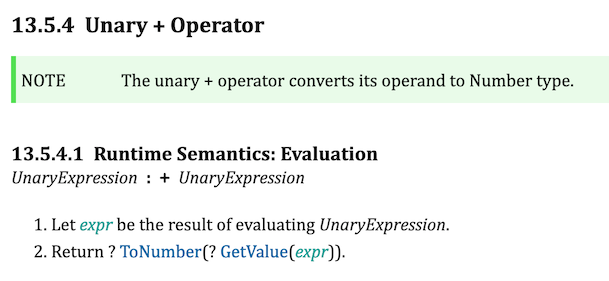 13.5.4 Unary + Operator
NOTE The unary + operator converts its operand to Number type.
13.5.4.1 Runtime Semantics: Evaluation
UnaryExpression : + UnaryExpression
1. Let expr be the result of evaluating UnaryExpression.
2. Return ? ToNumber(? GetValue(expr)).